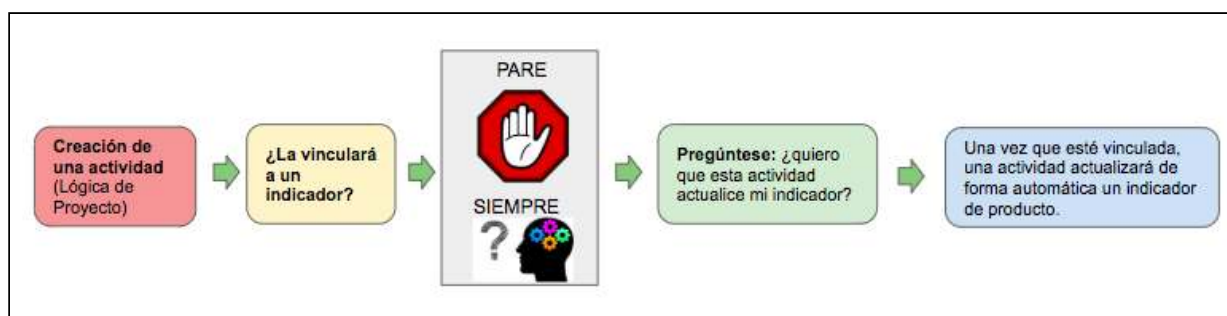 Creación de
una actividad
(Lógica de
Proyecto)
¿La vinculará
a un
indicador?
PARE
SIEMPRE
?
Pregúntese: ¿quiero
que esta actividad
actualice mi indicador?
Una vez que esté vinculada,
una actividad actualizará de
forma automática un indicador
de producto.